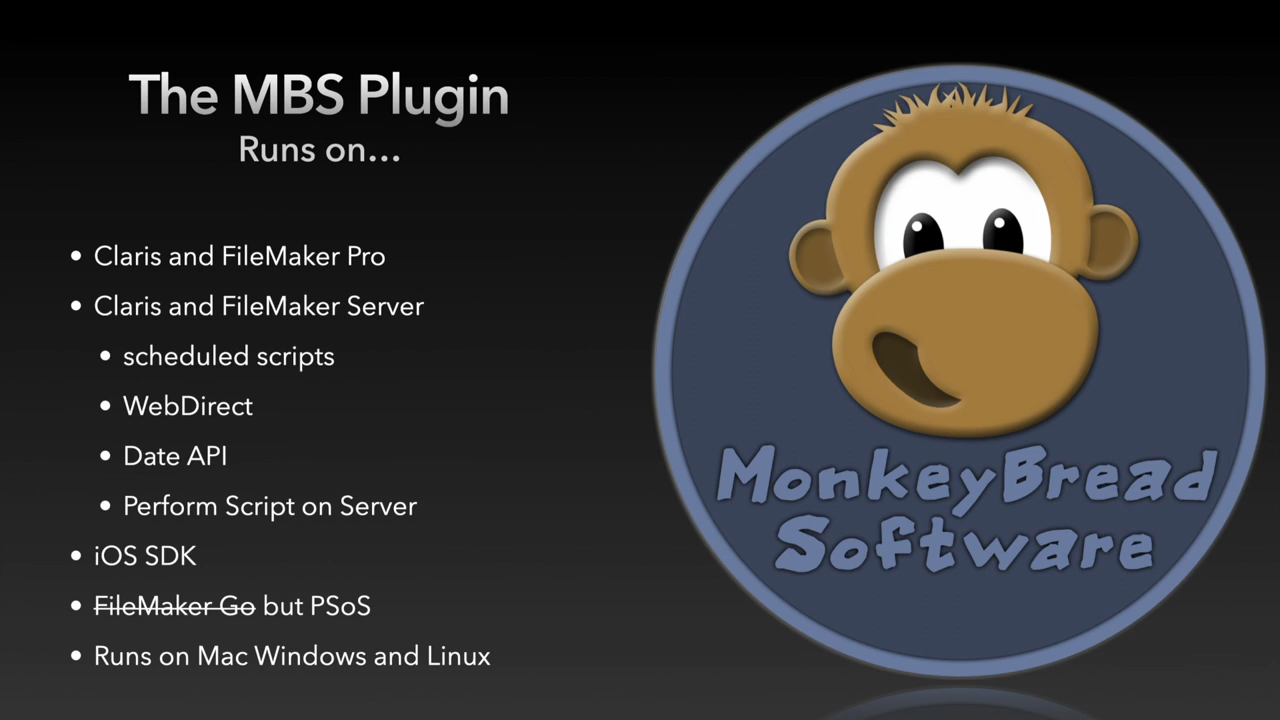 The MBS Plugin
Runs on...
• Claris and FileMaker Pro
• Claris and FileMaker Server
• scheduled scripts
• WebDirect
• Date API
• Perform Script on Server
• iOS SDK
• FileMaker Go but PSoS
• Runs on Mac Windows and Linux
MonkeyBread
Software